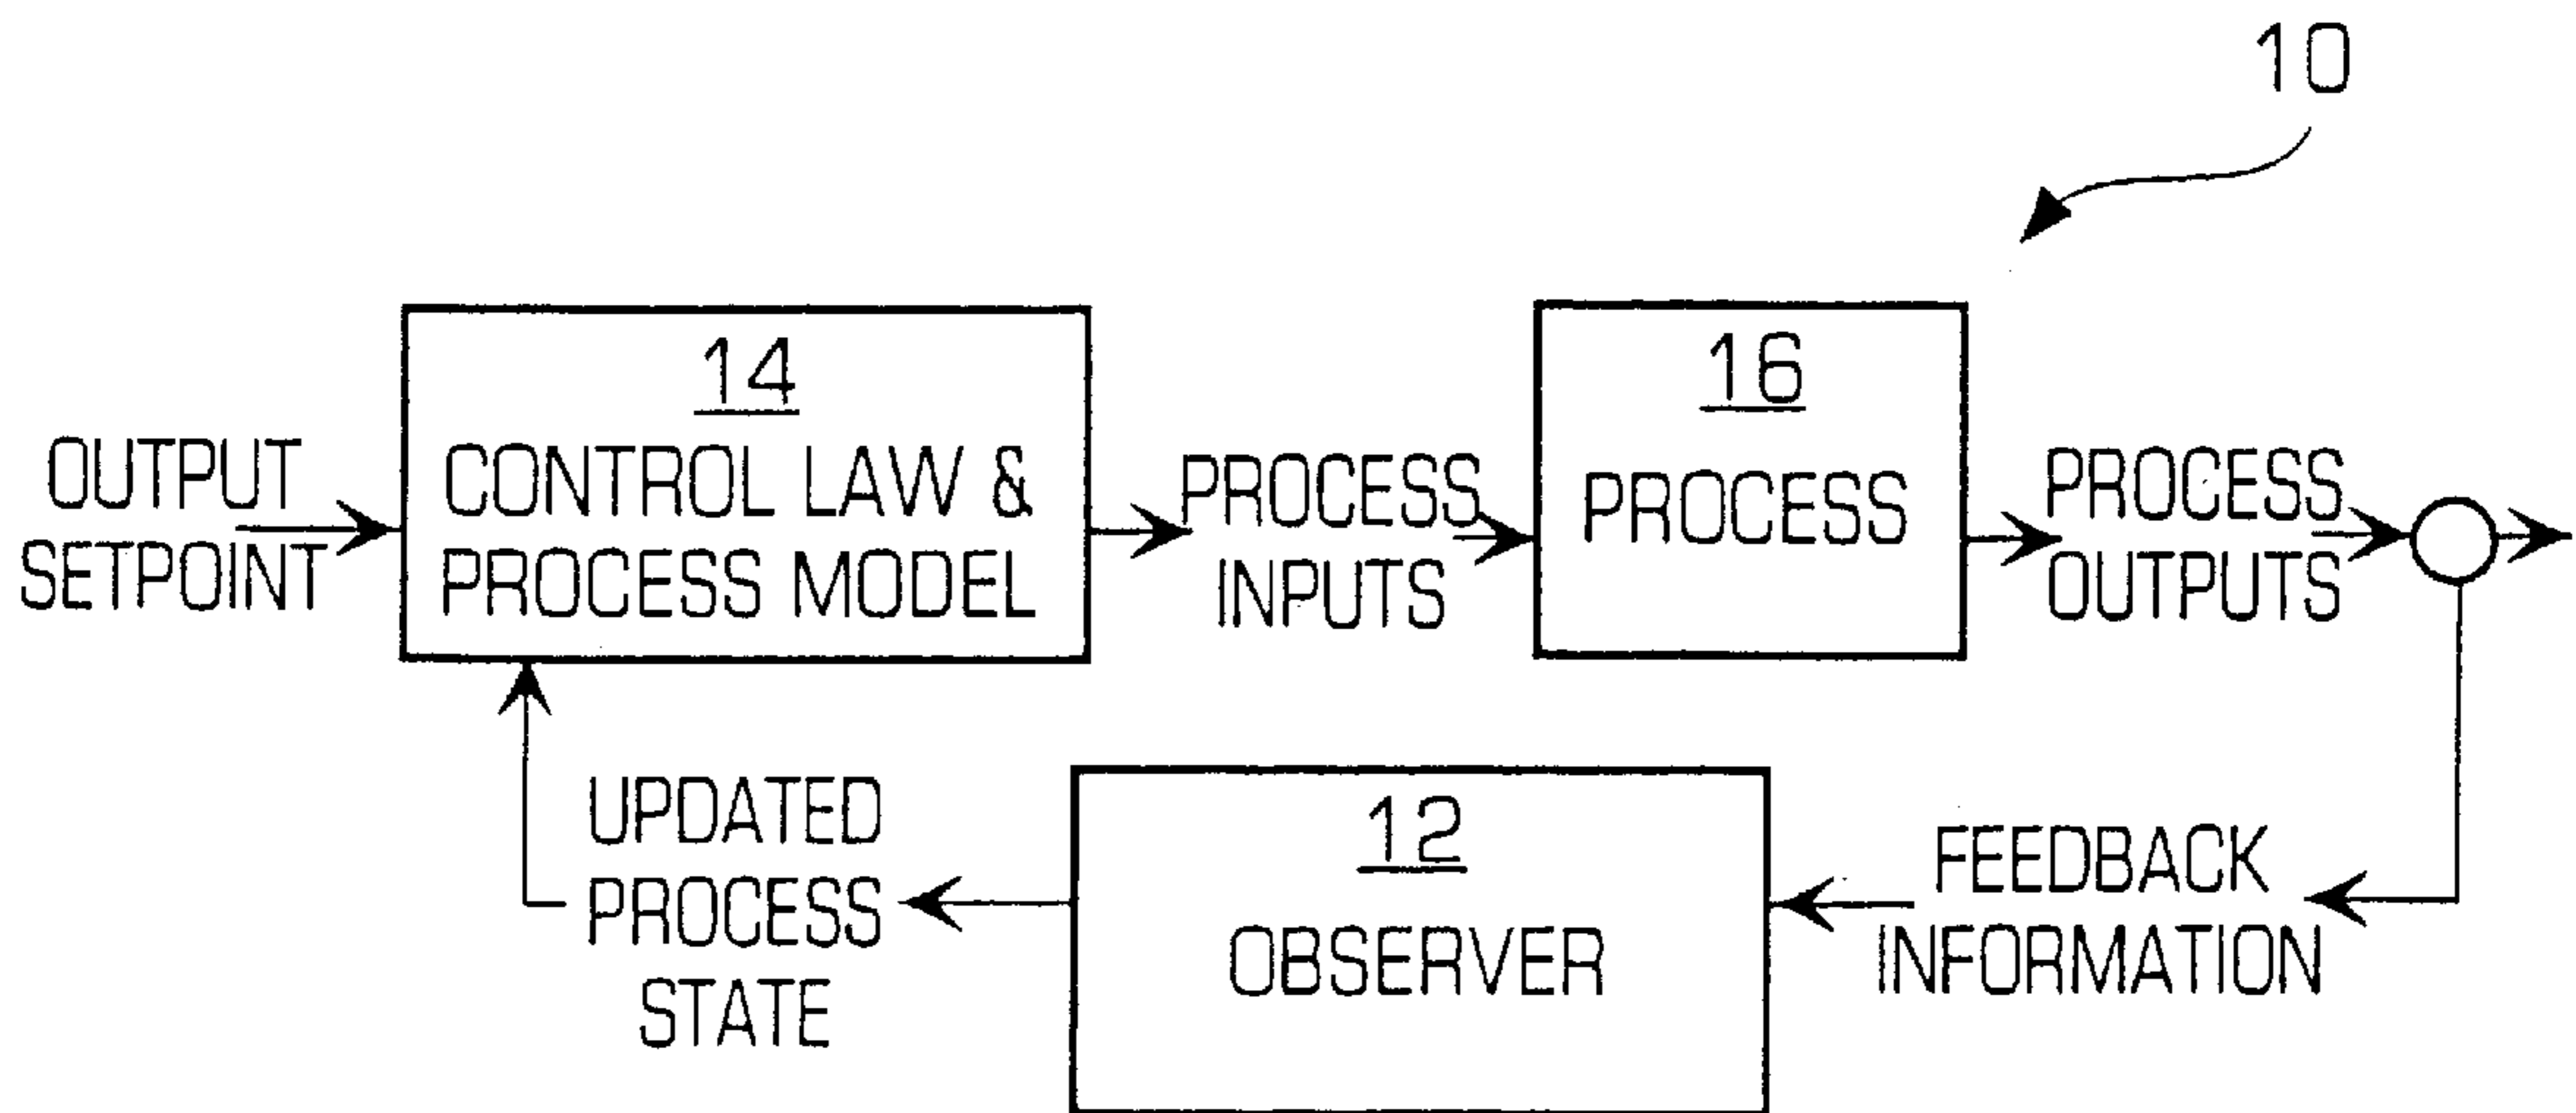 10
OUTPUT
SETPOINT
14
CONTROL LAW &
PROCESS MODEL
PROCESS
INPUTS
16
PROCESS
PROCESS
OUTPUTS
UPDATED
PROCESS
STATE
12
OBSERVER
FEEDBACK
INFORMATION